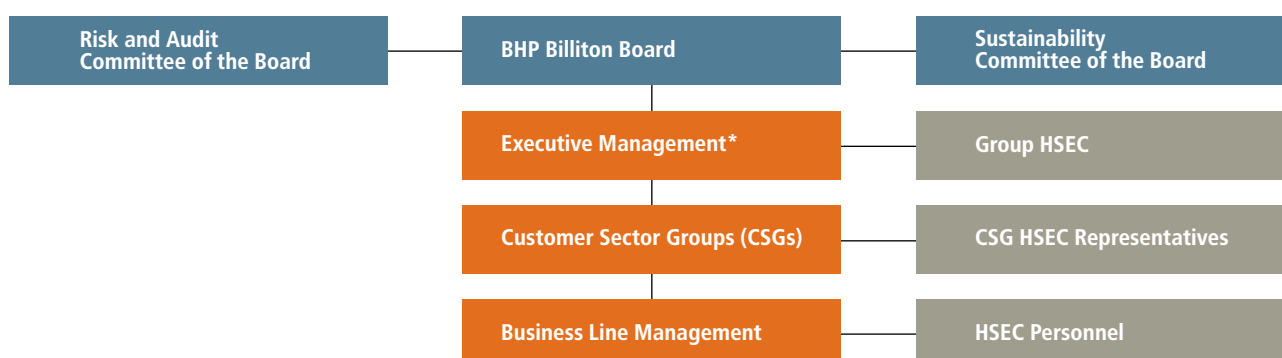 Risk and Audit
Committee of the Board
BHP Billiton Board
Sustainability
Committee of the Board
Executive Management*
Group HSEC
Customer Sector Groups (CSGs)
CSG HSEC Representatives
Business Line Management
HSEC Personnel